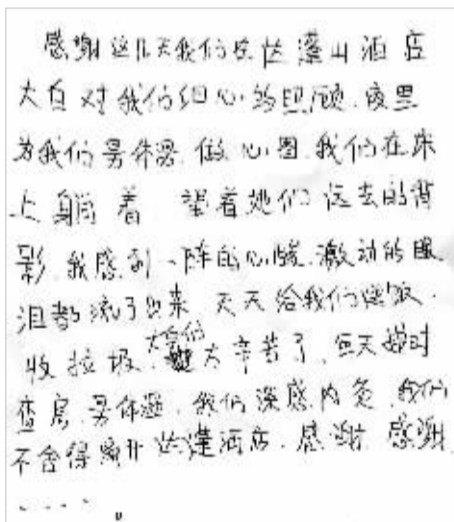 感谢这几天我们在达蓬山酒店
大白对我们细心的照顾.夜里
为我们量体温.做心图.我们在床
上躺着 望着她们远去的背
影.我感到一阵的心酸.激动的眼
泪都流了出来 天天给我们送饭.
收垃圾.大白们太辛苦了.每天按时
查房.量体温.我们深感内疚.我们
不舍得离开达蓬酒店.感谢.感谢
......。